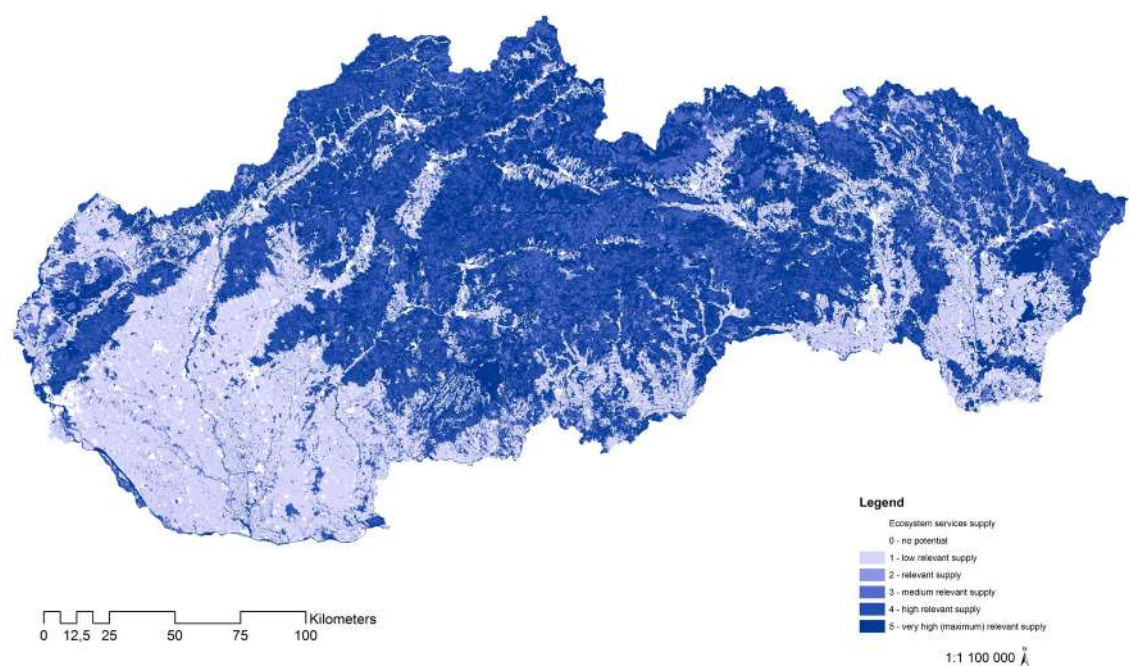 Legend
Ecosystem services supply
0 - no potential
1 - low relevant supply
2 - relevant supply
3 - medium relevant supply
4 - high relevant supply
5 - very high (maximum) relevant supply
Kilometers
0 12,5 25 50 75 100
1:1 100 000
N